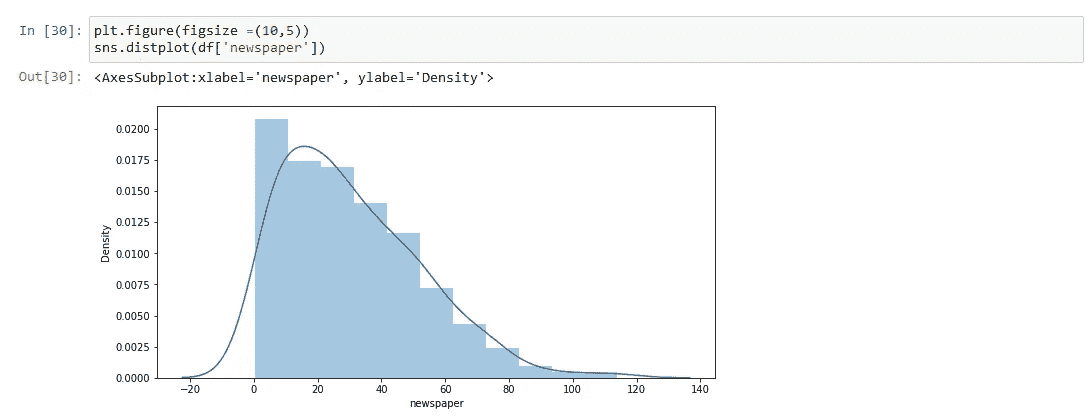 In [30]: plt.figure(figsize =(10,5))
sns.distplot(df['newspaper'])
Out[30]: <AxesSubplot:xlabel='newspaper', ylabel='Density'>
0.0200
0.0175
0.0150
0.0125
0.0100
0.0075
0.0050
0.0025
0.0000
Density
−20 0 20 40 60 80 100 120 140
newspaper